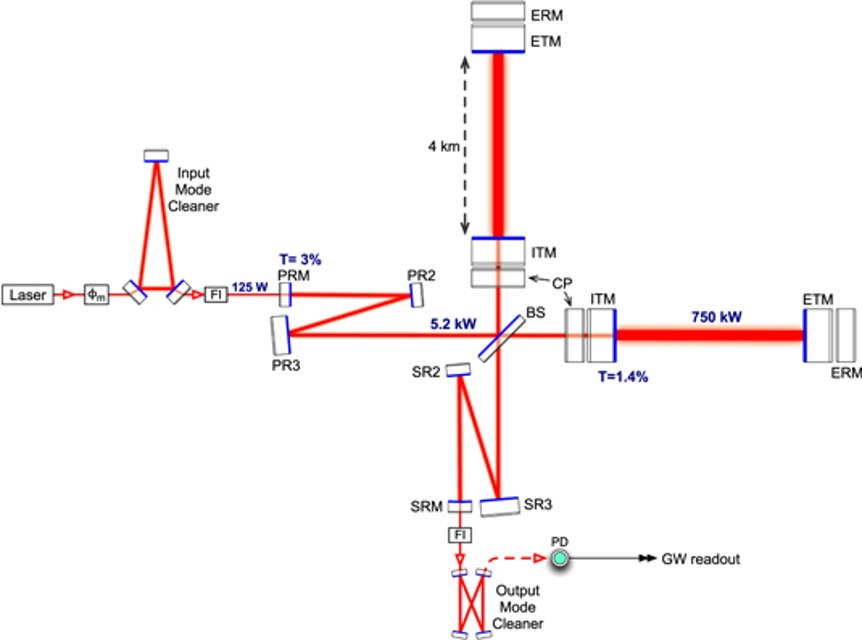 ERM
ETM
4 km
Input
Mode
Cleaner
ITM
T= 3%
PRM
PR2
CP
Laser
ϕm
FI
125 W
ITM
ETM
BS
5.2 kW
750 kW
PR3
SR2
T=1.4%
ERM
SRM
SR3
FI
PD
GW readout
Output
Mode
Cleaner